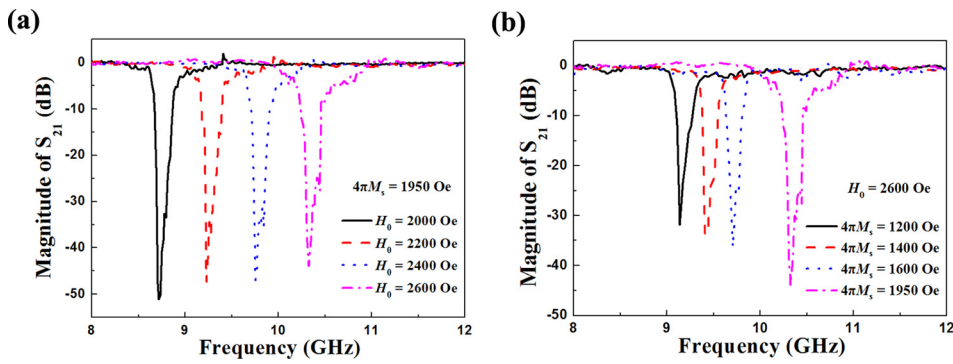 (a)
Magnitude of S21 (dB)
0
-10
-20
-30
-40
-50
4πMs = 1950 Oe
H0 = 2000 Oe
H0 = 2200 Oe
H0 = 2400 Oe
H0 = 2600 Oe
8 9 10 11 12
Frequency (GHz)
(b)
Magnitude of S21 (dB)
0
-10
-20
-30
-40
-50
H0 = 2600 Oe
4πMs = 1200 Oe
4πMs = 1400 Oe
4πMs = 1600 Oe
4πMs = 1950 Oe
8 9 10 11 12
Frequency (GHz)